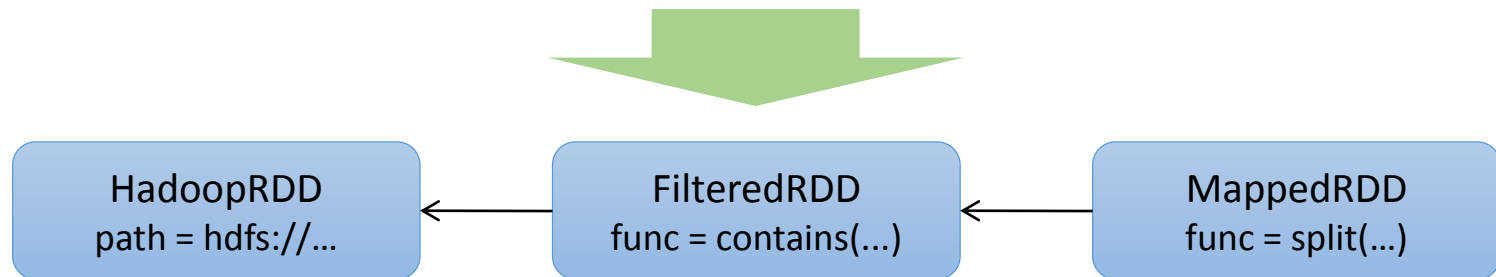 HadoopRDD
path = hdfs://…
FilteredRDD
func = contains(...)
MappedRDD
func = split(…)